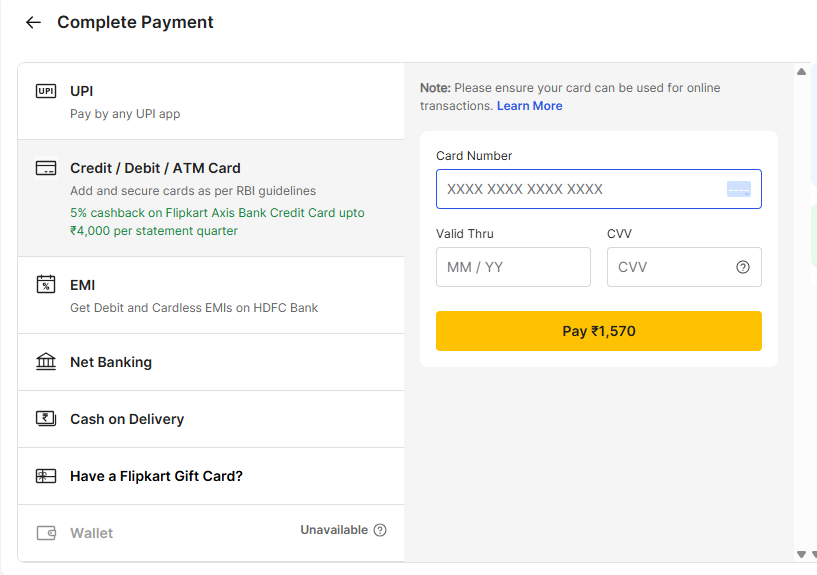 Complete Payment
UPI
UPI
Pay by any UPI app
Credit / Debit / ATM Card
Add and secure cards as per RBI guidelines
5% cashback on Flipkart Axis Bank Credit Card upto
₹4,000 per statement quarter
%
EMI
Get Debit and Cardless EMIs on HDFC Bank
Net Banking
₹
Cash on Delivery
Have a Flipkart Gift Card?
Wallet
Unavailable ?
Note: Please ensure your card can be used for online
transactions. Learn More
Card Number
XXXX XXXX XXXX XXXX
Valid Thru
CVV
MM / YY
CVV
?
Pay ₹1,570